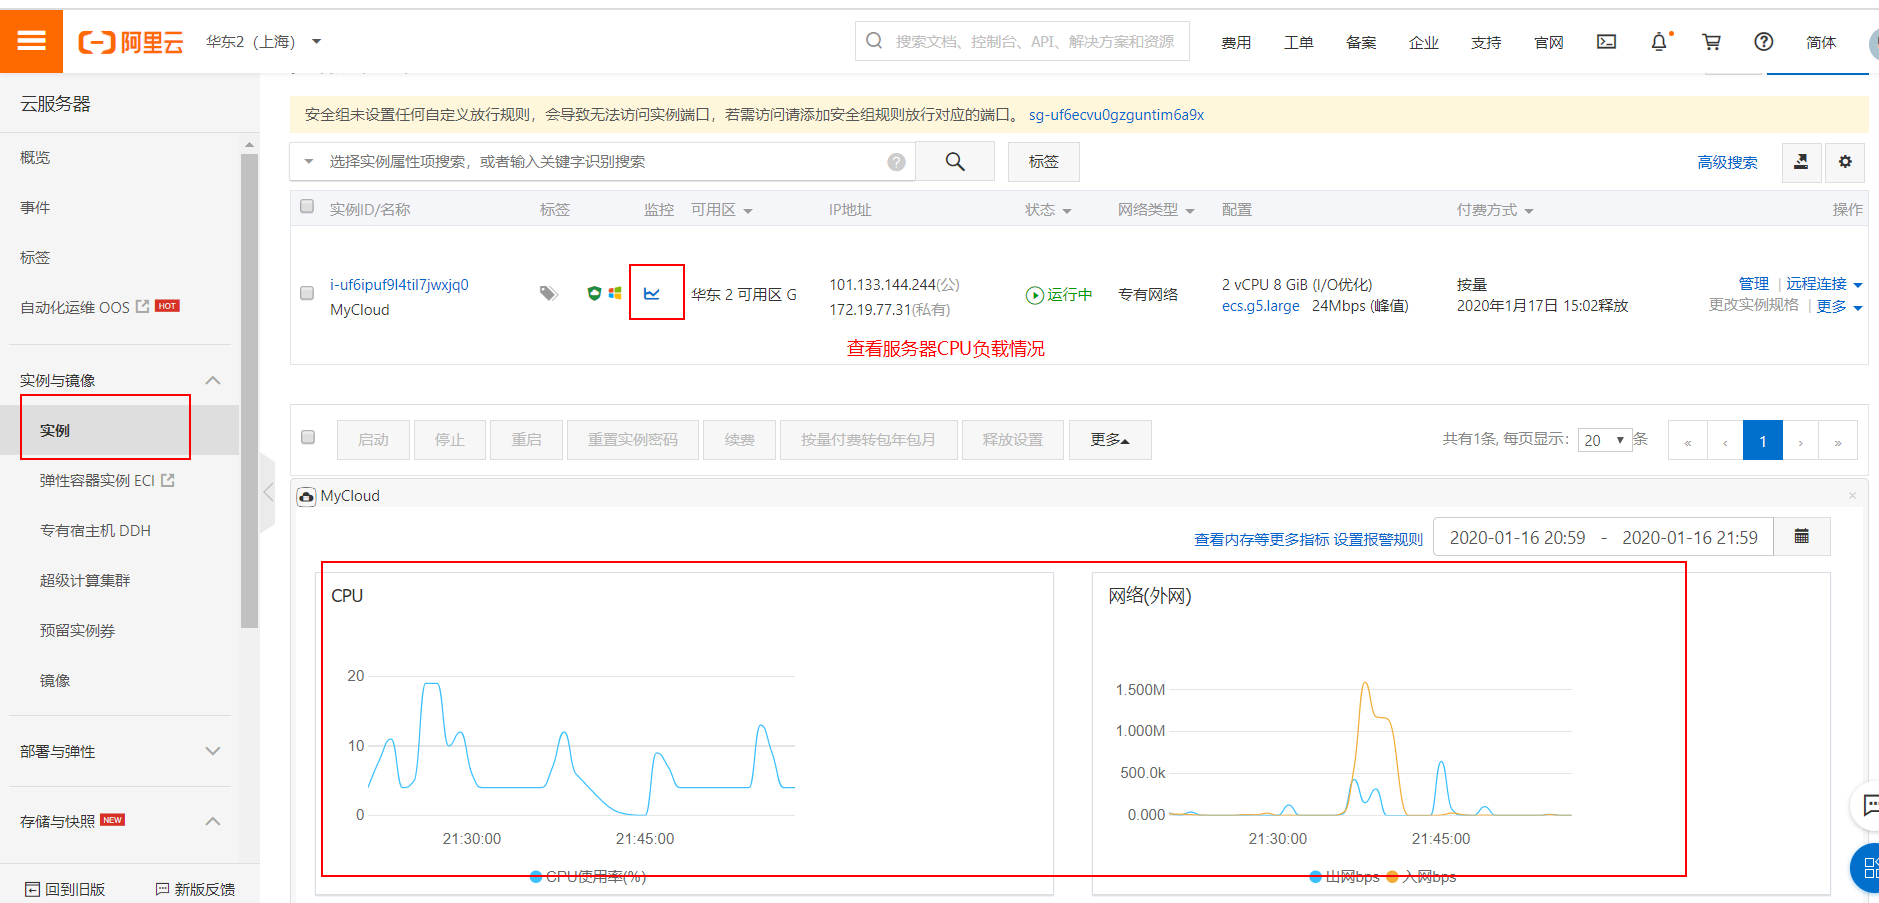 阿里云 华东2（上海） 搜索文档、控制台、API、解决方案和资源 费用 工单 备案 企业 支持 官网 简体
云服务器
概览
事件
标签
自动化运维 OOS HOT
实例与镜像
实例
弹性容器实例 ECI
专有宿主机 DDH
超级计算集群
预留实例券
镜像
部署与弹性
存储与快照 NEW
回到旧版 新版反馈
安全组未设置任何自定义放行规则，会导致无法访问实例端口，若需访问请添加安全组规则放行对应的端口。 sg-uf6ecvu0gzguntim6a9x
选择实例属性项搜索，或者输入关键字识别搜索 ? 标签 高级搜索
实例ID/名称 标签 监控 可用区 IP地址 状态 网络类型 配置 付费方式 操作
i-uf6ipuf9l4til7jwxjq0
MyCloud
华东 2 可用区 G
101.133.144.244(公)
172.19.77.31(私有)
运行中
专有网络
2 vCPU 8 GiB (I/O优化)
ecs.g5.large 24Mbps (峰值)
按量
2020年1月17日 15:02释放
管理 | 远程连接
更改实例规格 | 更多
查看服务器CPU负载情况
启动 停止 重启 重置实例密码 续费 按量付费转包年包月 释放设置 更多 共有1条, 每页显示: 20 条 « ‹ 1 › »
MyCloud ×
查看内存等更多指标 设置报警规则 2020-01-16 20:59 - 2020-01-16 21:59
CPU
20
10
0
21:30:00 21:45:00
CPU使用率(%)
网络(外网)
1.500M
1.000M
500.0k
0.000
21:30:00 21:45:00
出网bps 入网bps